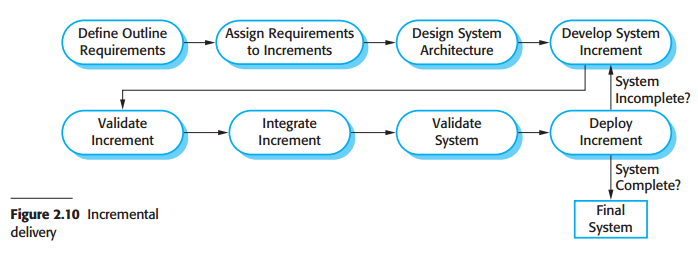 Define Outline
Requirements
Assign Requirements
to Increments
Design System
Architecture
Develop System
Increment
System
Incomplete?
Validate
Increment
Integrate
Increment
Validate
System
Deploy
Increment
System
Complete?
Final
System
Figure 2.10 Incremental
delivery